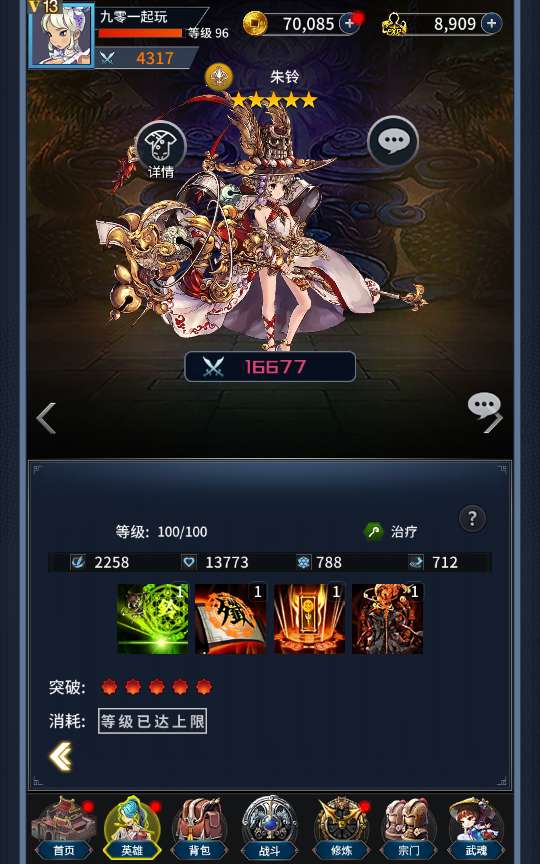 V13
九零一起玩
等级 96
4317
70,085
8,909
EXP
朱铃
详情
16677
?
等级: 100/100
治疗
2258
13773
788
712
1
1
1
1
突破:
消耗: 等级已达上限
首页
英雄
背包
战斗
修炼
宗门
武魂